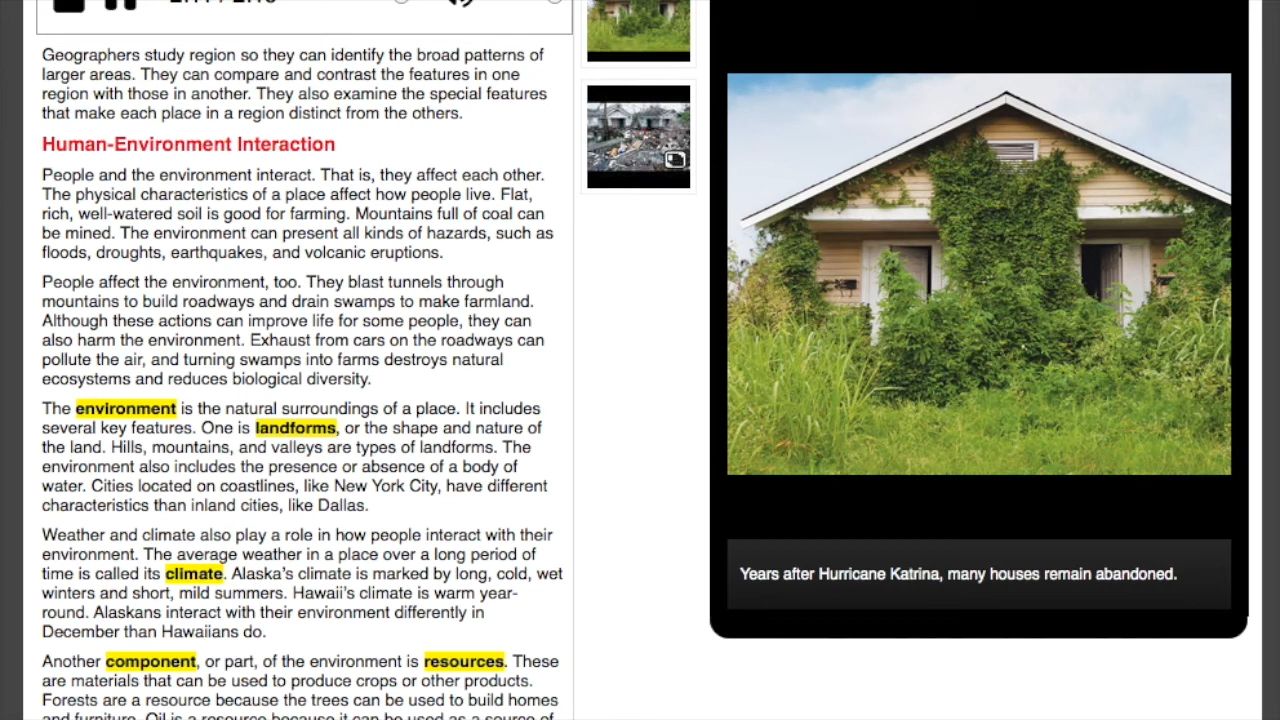 Geographers study region so they can identify the broad patterns of
larger areas. They can compare and contrast the features in one
region with those in another. They also examine the special features
that make each place in a region distinct from the others.
Human-Environment Interaction
People and the environment interact. That is, they affect each other.
The physical characteristics of a place affect how people live. Flat,
rich, well-watered soil is good for farming. Mountains full of coal can
be mined. The environment can present all kinds of hazards, such as
floods, droughts, earthquakes, and volcanic eruptions.
People affect the environment, too. They blast tunnels through
mountains to build roadways and drain swamps to make farmland.
Although these actions can improve life for some people, they can
also harm the environment. Exhaust from cars on the roadways can
pollute the air, and turning swamps into farms destroys natural
ecosystems and reduces biological diversity.
The environment is the natural surroundings of a place. It includes
several key features. One is landforms, or the shape and nature of
the land. Hills, mountains, and valleys are types of landforms. The
environment also includes the presence or absence of a body of
water. Cities located on coastlines, like New York City, have different
characteristics than inland cities, like Dallas.
Weather and climate also play a role in how people interact with their
environment. The average weather in a place over a long period of
time is called its climate. Alaska's climate is marked by long, cold, wet
winters and short, mild summers. Hawaii's climate is warm year-
round. Alaskans interact with their environment differently in
December than Hawaiians do.
Another component, or part, of the environment is resources. These
are materials that can be used to produce crops or other products.
Forests are a resource because the trees can be used to build homes
and furniture. Oil is a resource because it can be used as a source of
Years after Hurricane Katrina, many houses remain abandoned.